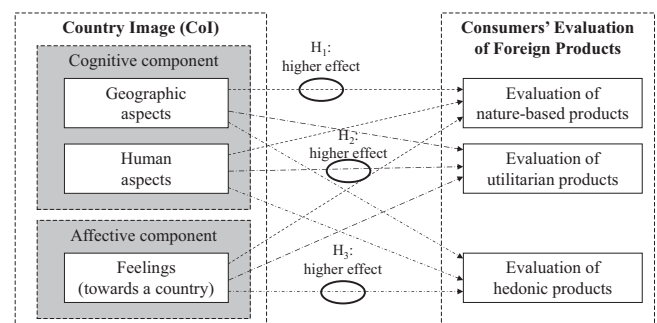 Country Image (CoI)
Cognitive component
Geographic
aspects
Human
aspects
Affective component
Feelings
(towards a country)
H₁:
higher effect
H₂:
higher effect
H₃:
higher effect
Consumers' Evaluation
of Foreign Products
Evaluation of
nature-based products
Evaluation of
utilitarian products
Evaluation of
hedonic products